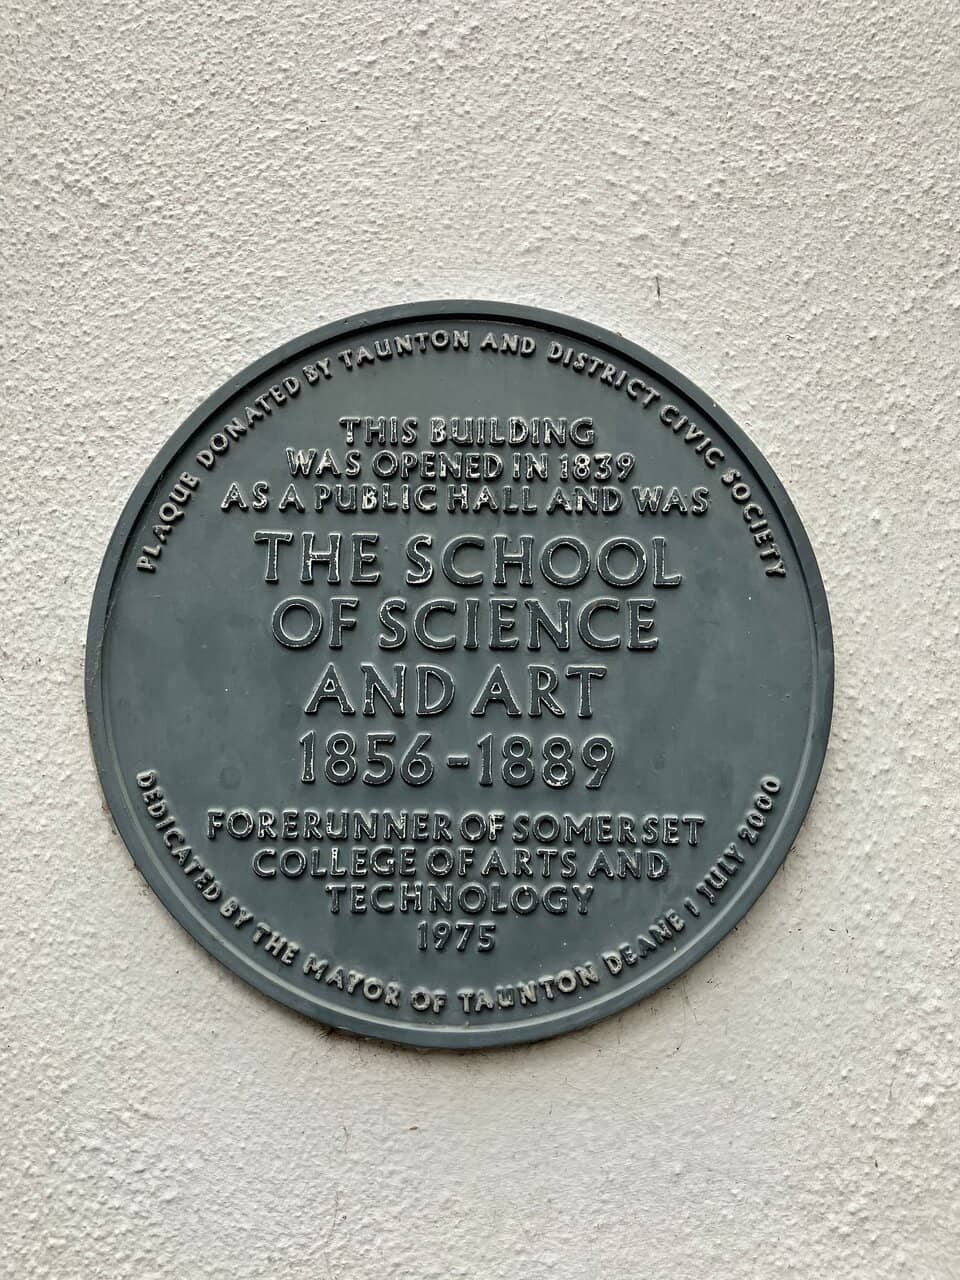 PLAQUE DONATED BY TAUNTON AND DISTRICT CIVIC SOCIETY
THIS BUILDING
WAS OPENED IN 1839
AS A PUBLIC HALL AND WAS
THE SCHOOL
OF SCIENCE
AND ART
1856-1889
FORERUNNER OF SOMERSET
COLLEGE OF ARTS AND
TECHNOLOGY
1975
DEDICATED BY THE MAYOR OF TAUNTON DEANE 1 JULY 2000